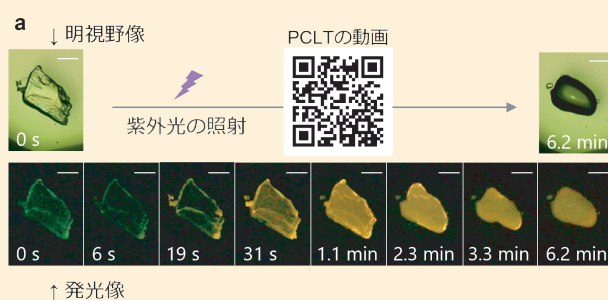 a
↓ 明視野像
PCLTの動画
紫外光の照射
0 s
6.2 min
0 s
6 s
19 s
31 s
1.1 min
2.3 min
3.3 min
6.2 min
↑ 発光像